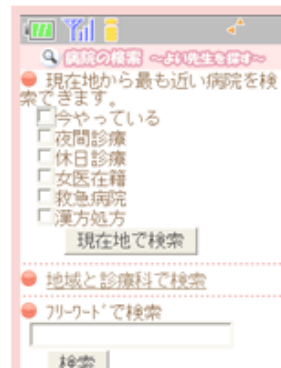 病院の検索 ～よい先生を探す～
現在地から最も近い病院を検
索できます。
今やっている
夜間診療
休日診療
女医在籍
救急病院
漢方処方
現在地で検索
地域と診療科で検索
フリーワードで検索
検索